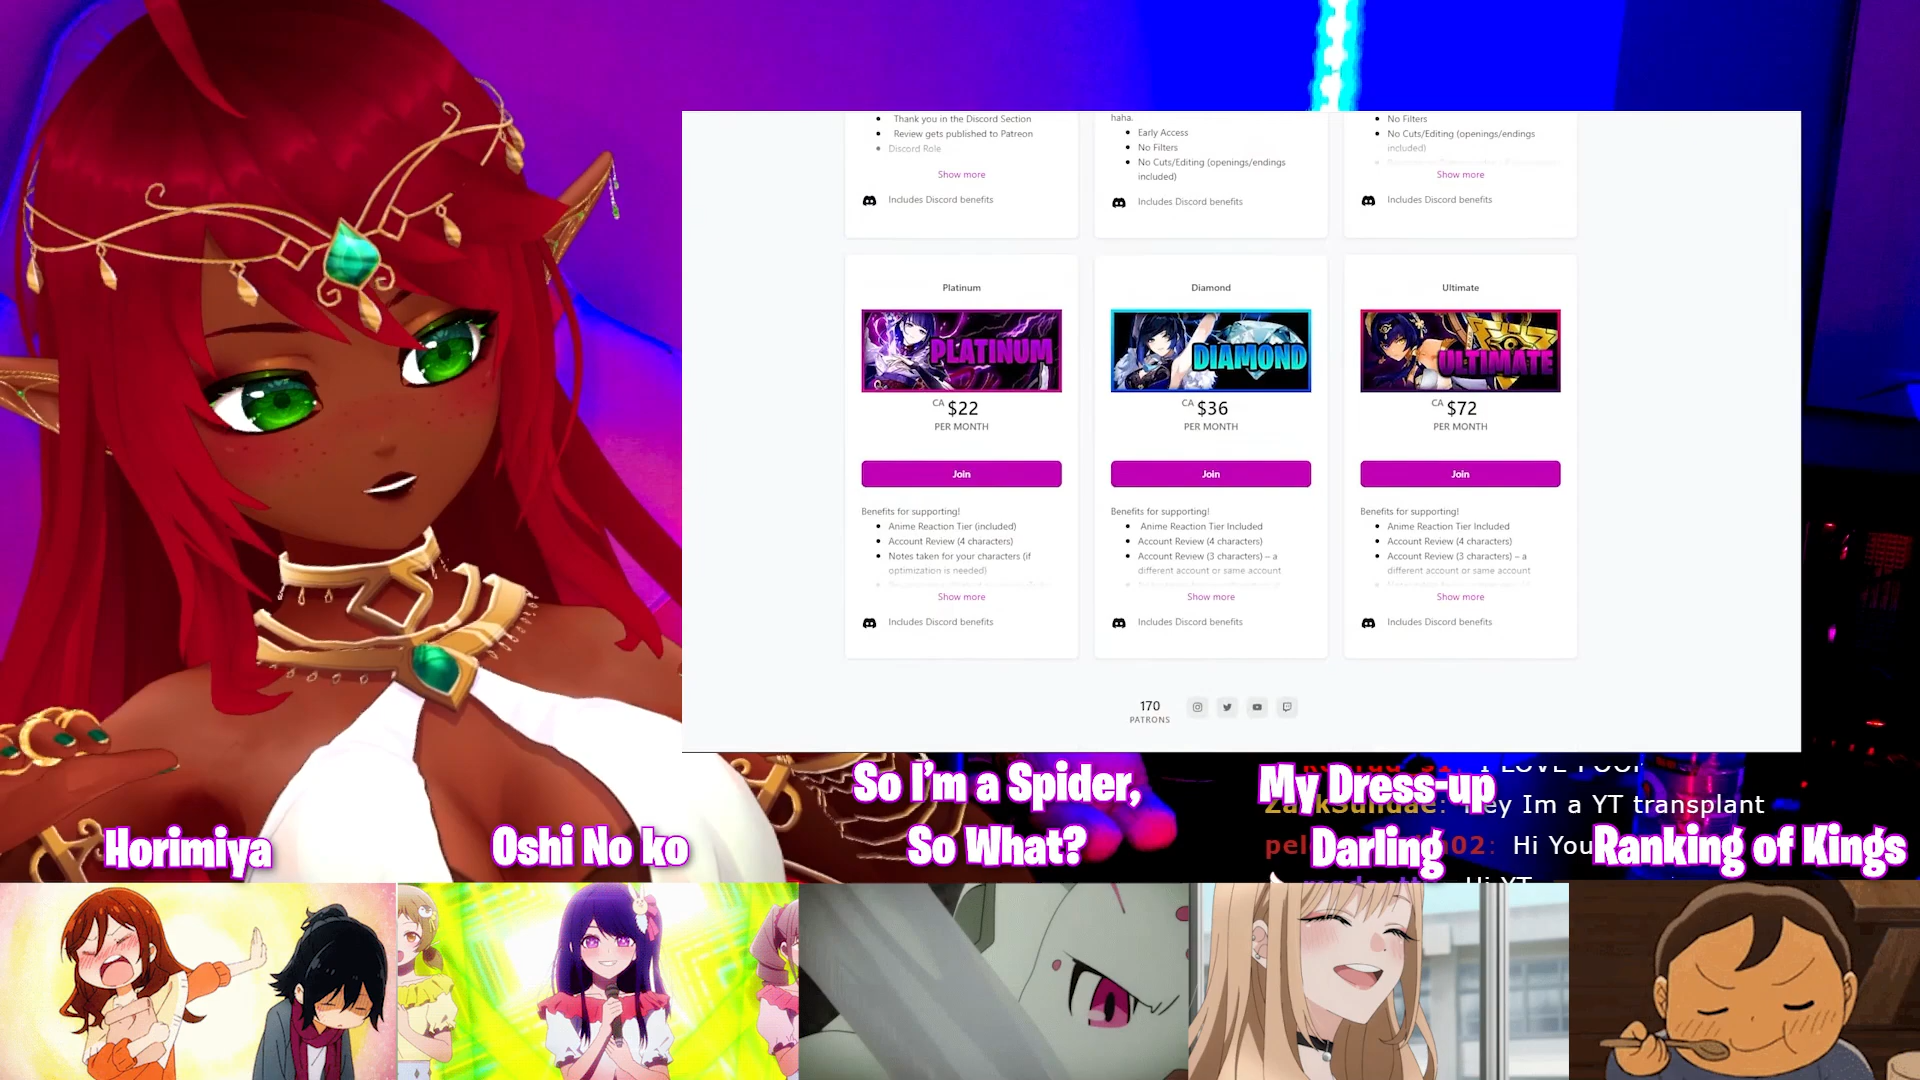 Thank you in the Discord Section
Review gets published to Patreon
Discord Role
Show more
Includes Discord benefits
haha.
Early Access
No Filters
No Cuts/Editing (openings/endings
included)
Includes Discord benefits
No Filters
No Cuts/Editing (openings/endings
included)
Show more
Includes Discord benefits
Platinum
PLATINUM
CA $22
PER MONTH
Join
Benefits for supporting!
Anime Reaction Tier (included)
Account Review (4 characters)
Notes taken for your characters (if
optimization is needed)
Show more
Includes Discord benefits
Diamond
DIAMOND
CA $36
PER MONTH
Join
Benefits for supporting!
Anime Reaction Tier Included
Account Review (4 characters)
Account Review (3 characters) – a
different account or same account
Show more
Includes Discord benefits
Ultimate
ULTIMATE
CA $72
PER MONTH
Join
Benefits for supporting!
Anime Reaction Tier Included
Account Review (4 characters)
Account Review (3 characters) – a
different account or same account
Show more
Includes Discord benefits
170
PATRONS
I LOVE
ZackSundae: Hey Im a YT transplant
Hi
Hi YT
Horimiya
Oshi No ko
So I'm a Spider,
So What?
My Dress-up
Darling
Ranking of Kings